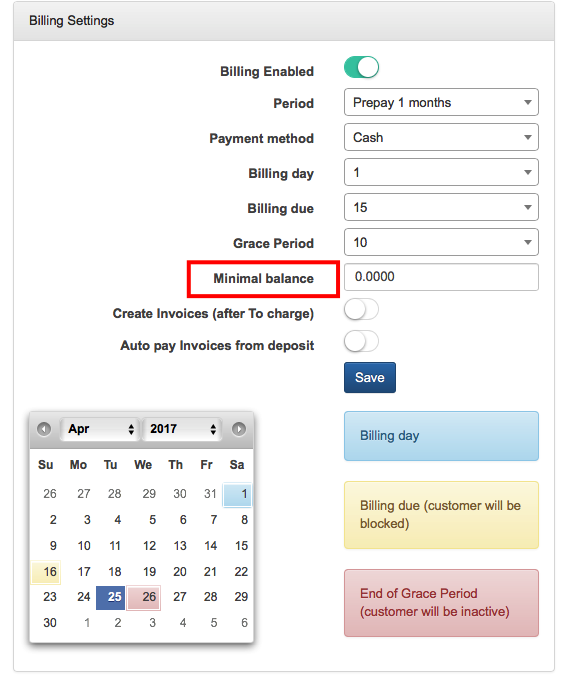 Billing Settings
Billing Enabled
Period Prepay 1 months
Payment method Cash
Billing day 1
Billing due 15
Grace Period 10
Minimal balance 0.0000
Create Invoices (after To charge)
Auto pay Invoices from deposit
Save
Apr 2017
Su Mo Tu We Th Fr Sa
26 27 28 29 30 31 1
2 3 4 5 6 7 8
9 10 11 12 13 14 15
16 17 18 19 20 21 22
23 24 25 26 27 28 29
30 1 2 3 4 5 6
Billing day
Billing due (customer will be
blocked)
End of Grace Period
(customer will be inactive)